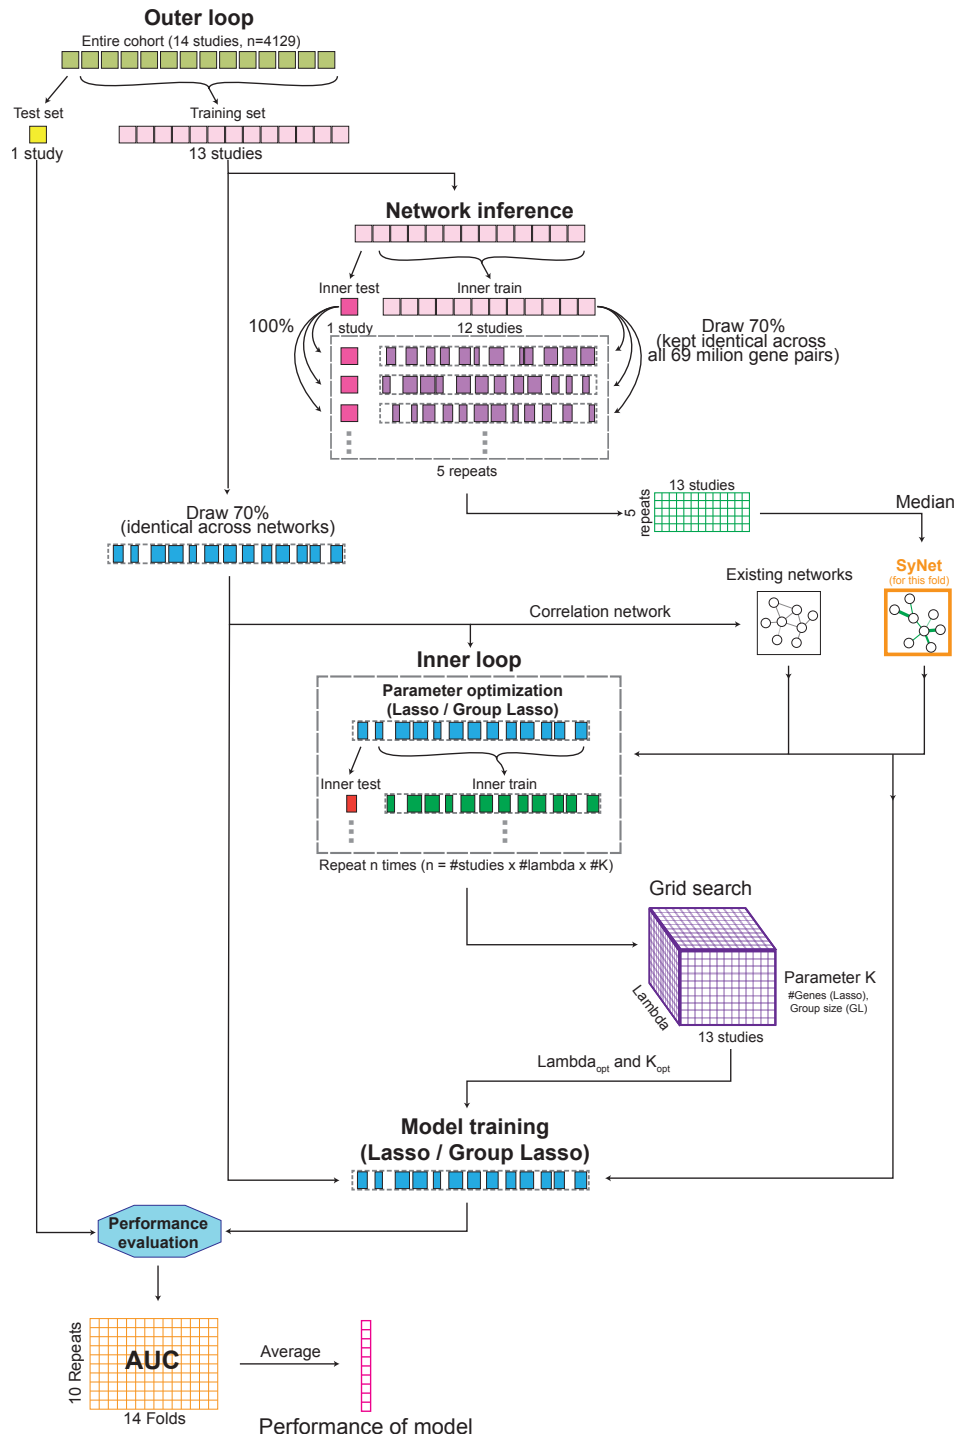 Outer loop
Entire cohort (14 studies, n=4129)
Test set
Training set
1 study
13 studies
Network inference
Inner test
Inner train
100%
1 study
12 studies
Draw 70%
(kept identical across
all 69 milion gene pairs)
5 repeats
13 studies
5
repeats
Median
Draw 70%
(identical across networks)
SyNet
(for this fold)
Existing networks
Correlation network
Inner loop
Parameter optimization
(Lasso / Group Lasso)
Inner test
Inner train
Repeat n times (n = #studies x #lambda x #K)
Grid search
Lambda
Parameter K
#Genes (Lasso),
Group size (GL)
13 studies
Lambdaopt and Kopt
Model training
(Lasso / Group Lasso)
Performance
evaluation
10 Repeats
AUC
Average
14 Folds
Performance of model